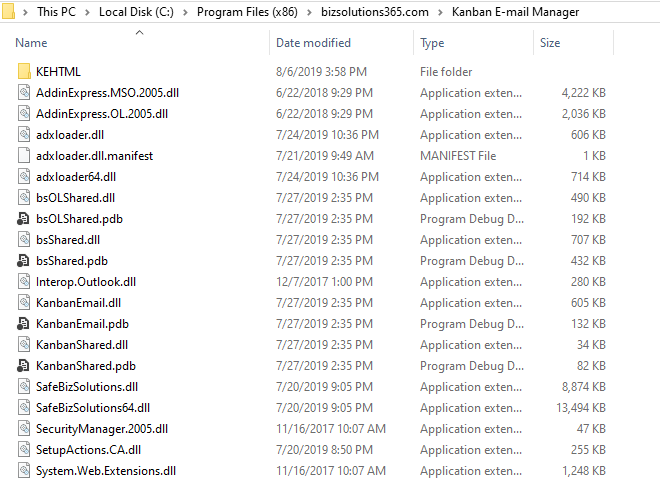 This PC > Local Disk (C:) > Program Files (x86) > bizsolutions365.com > Kanban E-mail Manager
Name Date modified Type Size
KEHTML 8/6/2019 3:58 PM File folder
AddinExpress.MSO.2005.dll 6/22/2018 9:29 PM Application exten... 4,222 KB
AddinExpress.OL.2005.dll 6/22/2018 9:29 PM Application exten... 2,036 KB
adxloader.dll 7/24/2019 10:36 PM Application exten... 606 KB
adxloader.dll.manifest 7/21/2019 9:49 AM MANIFEST File 1 KB
adxloader64.dll 7/24/2019 10:36 PM Application exten... 714 KB
bsOLShared.dll 7/27/2019 2:35 PM Application exten... 490 KB
bsOLShared.pdb 7/27/2019 2:35 PM Program Debug D... 192 KB
bsShared.dll 7/27/2019 2:35 PM Application exten... 707 KB
bsShared.pdb 7/27/2019 2:35 PM Program Debug D... 432 KB
Interop.Outlook.dll 12/7/2017 1:00 PM Application exten... 280 KB
KanbanEmail.dll 7/27/2019 2:35 PM Application exten... 605 KB
KanbanEmail.pdb 7/27/2019 2:35 PM Program Debug D... 132 KB
KanbanShared.dll 7/27/2019 2:35 PM Application exten... 34 KB
KanbanShared.pdb 7/27/2019 2:35 PM Program Debug D... 82 KB
SafeBizSolutions.dll 7/20/2019 9:05 PM Application exten... 8,874 KB
SafeBizSolutions64.dll 7/20/2019 9:05 PM Application exten... 13,494 KB
SecurityManager.2005.dll 11/16/2017 10:07 AM Application exten... 47 KB
SetupActions.CA.dll 7/20/2019 8:50 PM Application exten... 255 KB
System.Web.Extensions.dll 11/16/2017 10:07 AM Application exten... 1,248 KB